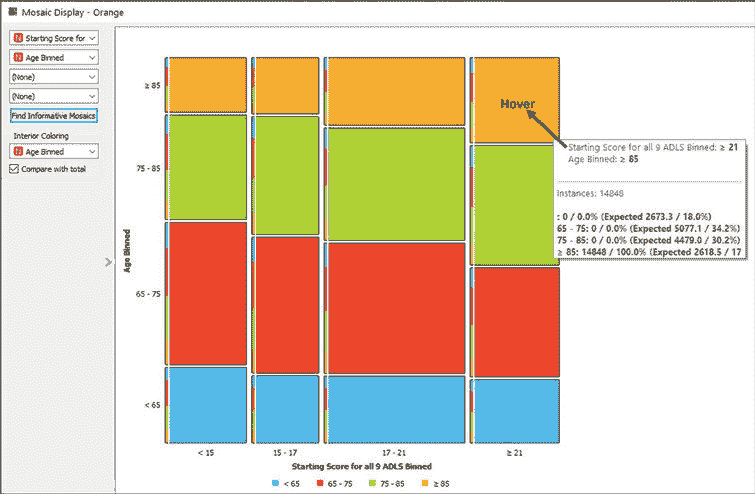 Mosaic Display - Orange
Starting Score for
Age Binned
(None)
(None)
Find Informative Mosaics
Interior Coloring
Age Binned
Compare with total
Age Binned
≥ 85
75 - 85
65 - 75
< 65
Hover
Starting Score for all 9 ADLS Binned: ≥ 21
Age Binned: ≥ 85
Instances: 14848
: 0 / 0.0% (Expected 2673.3 / 18.0%)
65 - 75: 0 / 0.0% (Expected 5077.1 / 34.2%)
75 - 85: 0 / 0.0% (Expected 4479.0 / 30.2%)
≥ 85: 14848 / 100.0% (Expected 2618.5 / 17
< 15
15 - 17
17 - 21
≥ 21
Starting Score for all 9 ADLS Binned
< 65
65 - 75
75 - 85
≥ 85